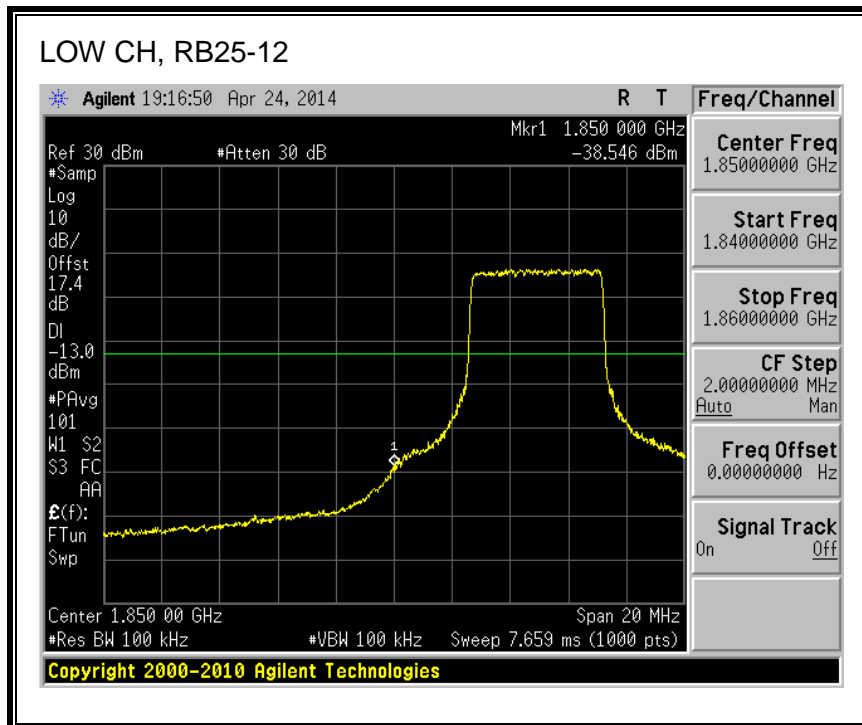 LOW CH, RB25-12
Agilent 19:16:50 Apr 24, 2014 R T
Mkr1 1.850 000 GHz
Ref 30 dBm #Atten 30 dB -38.546 dBm
#Samp
Log
10
dB/
Offst
17.4
dB
DI
-13.0
dBm
#PAvg
101
W1 S2
S3 FC
AA
£(f):
FTun
Swp
1
Center 1.850 00 GHz Span 20 MHz
#Res BW 100 kHz #VBW 100 kHz Sweep 7.659 ms (1000 pts)
Copyright 2000-2010 Agilent Technologies
Freq/Channel
Center Freq
1.85000000 GHz
Start Freq
1.84000000 GHz
Stop Freq
1.86000000 GHz
CF Step
2.00000000 MHz
Auto Man
Freq Offset
0.00000000 Hz
Signal Track
On Off